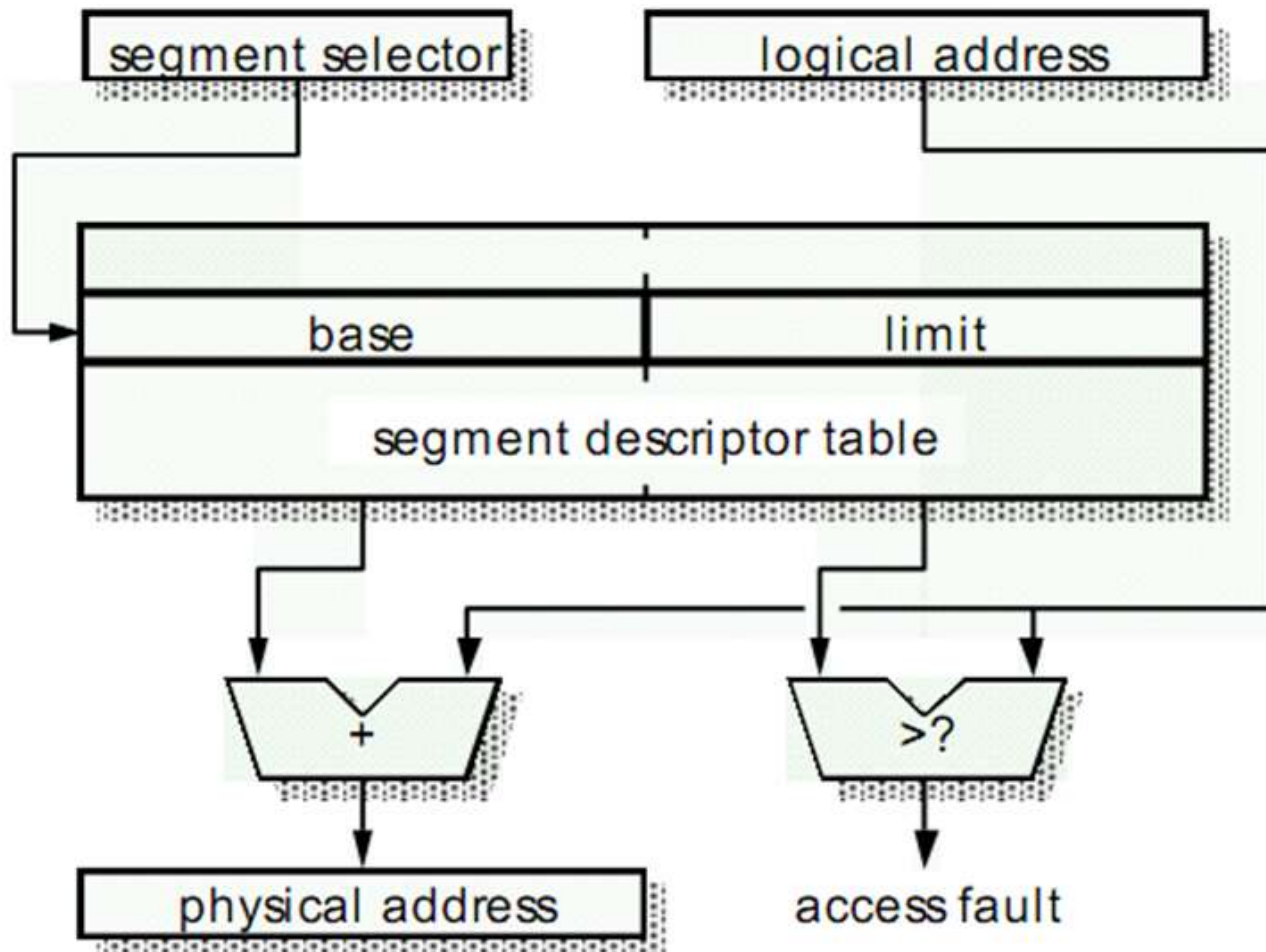 segment selector
logical address
base
limit
segment descriptor table
+
>?
physical address
access fault